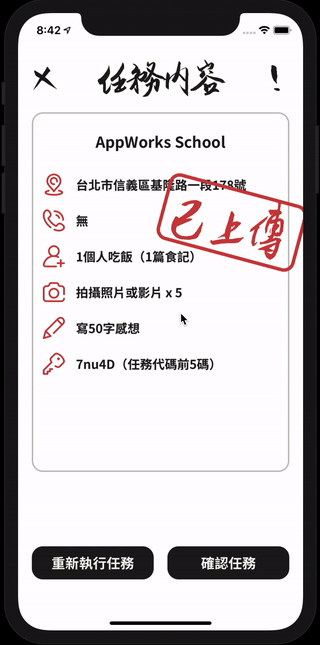 8:42
任務內容
!
AppWorks School
台北市信義區基隆路一段178號
無
已上傳
1個人吃飯（1篇食記）
拍攝照片或影片 x 5
寫50字感想
7nu4D（任務代碼前5碼）
重新執行任務
確認任務